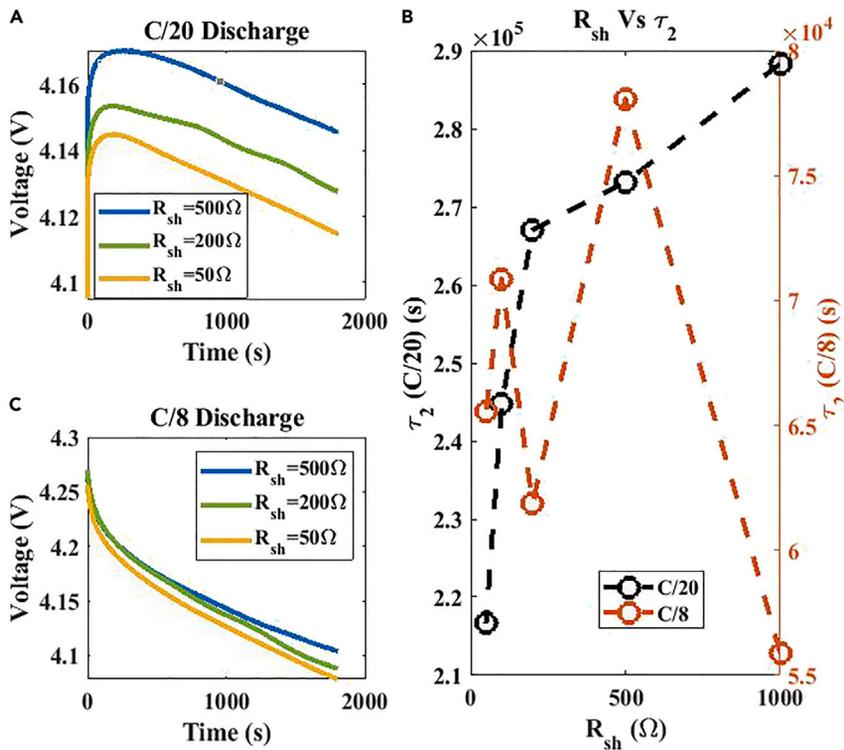 A
C/20 Discharge
Voltage (V)
4.16
4.14
4.12
4.1
R_sh=500Ω
R_sh=200Ω
R_sh=50Ω
0
1000
2000
Time (s)
B
R_sh Vs τ_2
×10^5
×10^4
τ_2 (C/20) (s)
2.9
2.8
2.7
2.6
2.5
2.4
2.3
2.2
2.1
8
7.5
7
6.5
6
5.5
τ_2 (C/8) (s)
C/20
C/8
0
500
1000
R_sh (Ω)
C
C/8 Discharge
Voltage (V)
4.3
4.25
4.2
4.15
4.1
R_sh=500Ω
R_sh=200Ω
R_sh=50Ω
0
1000
2000
Time (s)